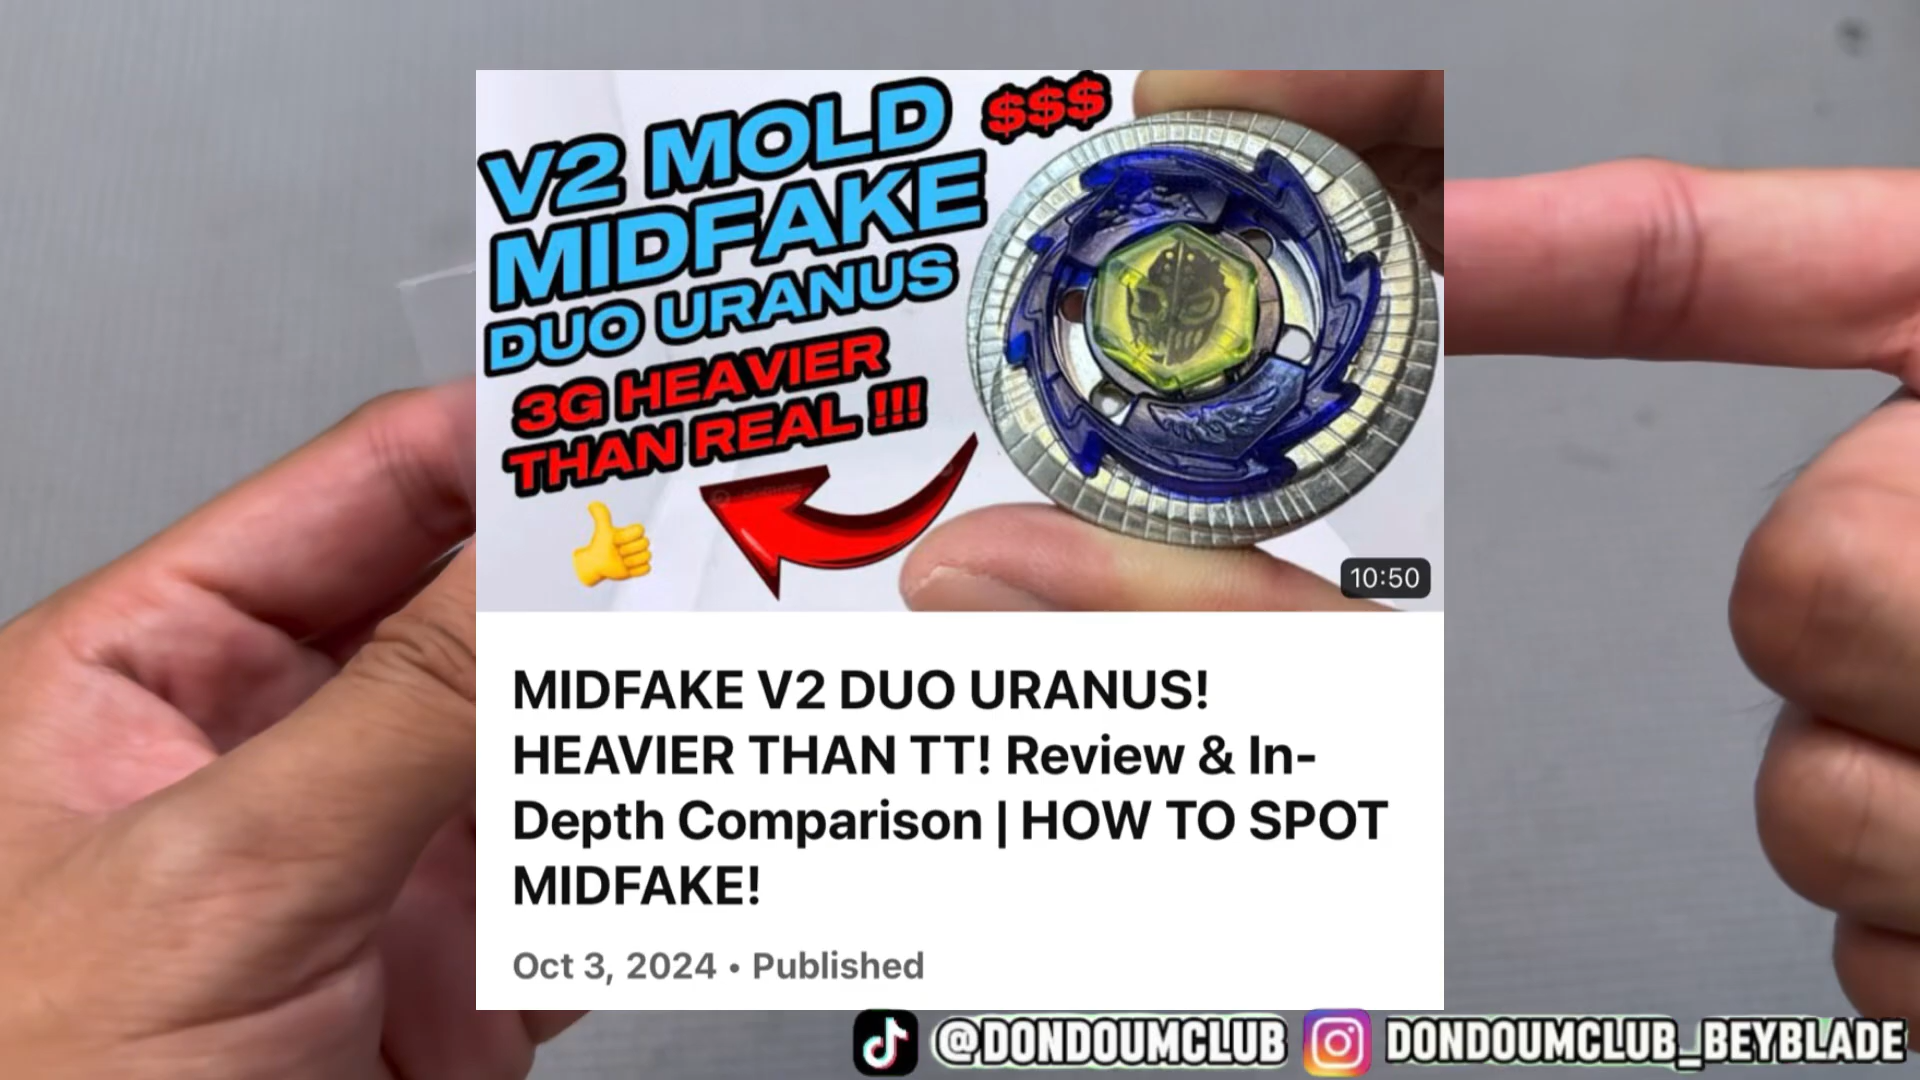 V2 MOLD $$$
MIDFAKE
DUO URANUS
3G HEAVIER
THAN REAL !!!
10:50
MIDFAKE V2 DUO URANUS!
HEAVIER THAN TT! Review & In-
Depth Comparison | HOW TO SPOT
MIDFAKE!
Oct 3, 2024 • Published
@DONDOUMCLUB DONDOUMCLUB_BEYBLADE